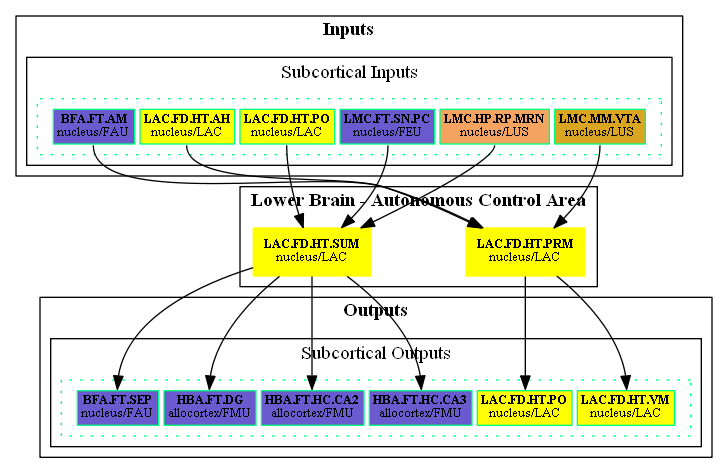 Inputs
Subcortical Inputs
BFA.FT.AM
nucleus/FAU
LAC.FD.HT.AH
nucleus/LAC
LAC.FD.HT.PO
nucleus/LAC
LMC.FT.SN.PC
nucleus/FEU
LMC.HP.RP.MRN
nucleus/LUS
LMC.MM.VTA
nucleus/LUS
Lower Brain - Autonomous Control Area
LAC.FD.HT.SUM
nucleus/LAC
LAC.FD.HT.PRM
nucleus/LAC
Outputs
Subcortical Outputs
BFA.FT.SEP
nucleus/FAU
HBA.FT.DG
allocortex/FMU
HBA.FT.HC.CA2
allocortex/FMU
HBA.FT.HC.CA3
allocortex/FMU
LAC.FD.HT.PO
nucleus/LAC
LAC.FD.HT.VM
nucleus/LAC